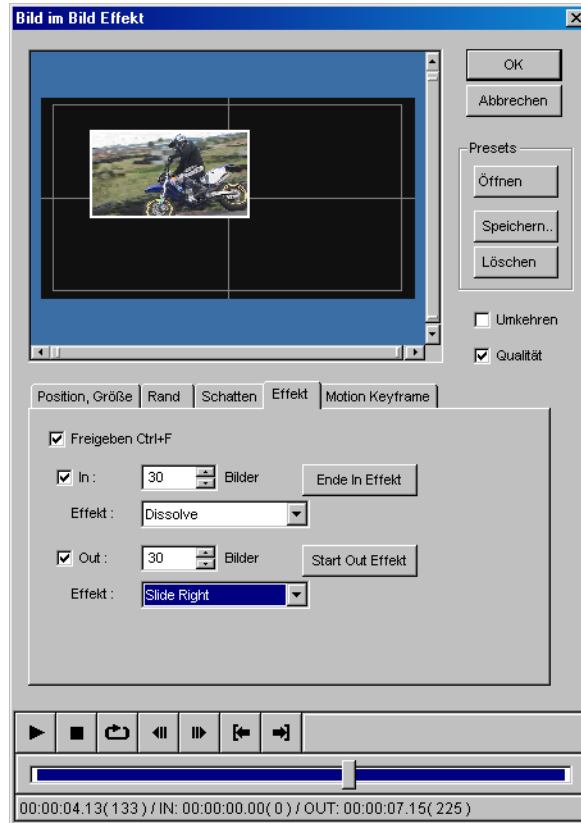 Bild im Bild Effekt
OK
Abbrechen
Presets
Öffnen
Speichern..
Löschen
Umkehren
Qualität
Position, Größe Rand Schatten Effekt Motion Keyframe
Freigeben Ctrl+F
In : 30 Bilder Ende In Effekt
Effekt : Dissolve
Out : 30 Bilder Start Out Effekt
Effekt : Slide Right
00:00:04.13( 133 ) / IN: 00:00:00.00( 0 ) / OUT: 00:00:07.15( 225 )